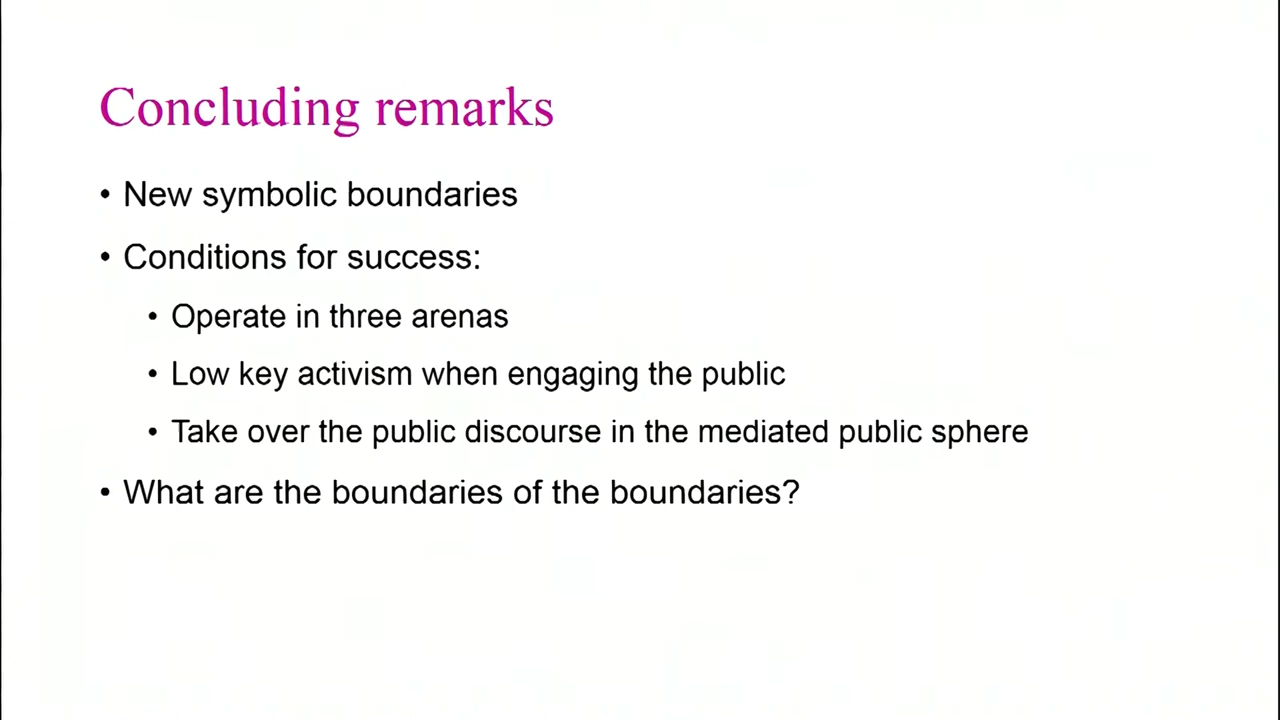 Concluding remarks
• New symbolic boundaries
• Conditions for success:
• Operate in three arenas
• Low key activism when engaging the public
• Take over the public discourse in the mediated public sphere
• What are the boundaries of the boundaries?